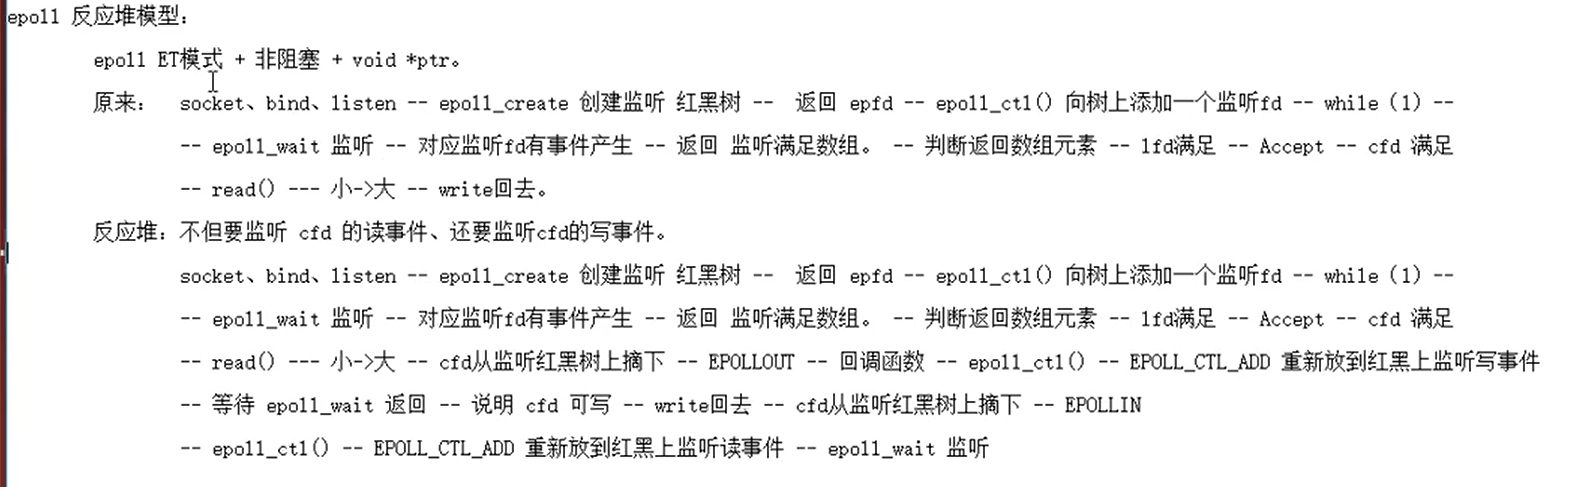 epoll 反应堆模型：
epoll ET模式 + 非阻塞 + void *ptr。
原来： socket、bind、listen -- epoll_create 创建监听 红黑树 -- 返回 epfd -- epoll_ctl() 向树上添加一个监听fd -- while（1）--
-- epoll_wait 监听 -- 对应监听fd有事件产生 -- 返回 监听满足数组。 -- 判断返回数组元素 -- lfd满足 -- Accept -- cfd 满足
-- read() --- 小->大 -- write回去。
反应堆：不但要监听 cfd 的读事件、还要监听cfd的写事件。
socket、bind、listen -- epoll_create 创建监听 红黑树 -- 返回 epfd -- epoll_ctl() 向树上添加一个监听fd -- while（1）--
-- epoll_wait 监听 -- 对应监听fd有事件产生 -- 返回 监听满足数组。 -- 判断返回数组元素 -- lfd满足 -- Accept -- cfd 满足
-- read() --- 小->大 -- cfd从监听红黑树上摘下 -- EPOLLOUT -- 回调函数 -- epoll_ctl() -- EPOLL_CTL_ADD 重新放到红黑上监听写事件
-- 等待 epoll_wait 返回 -- 说明 cfd 可写 -- write回去 -- cfd从监听红黑树上摘下 -- EPOLLIN
-- epoll_ctl() -- EPOLL_CTL_ADD 重新放到红黑上监听读事件 -- epoll_wait 监听